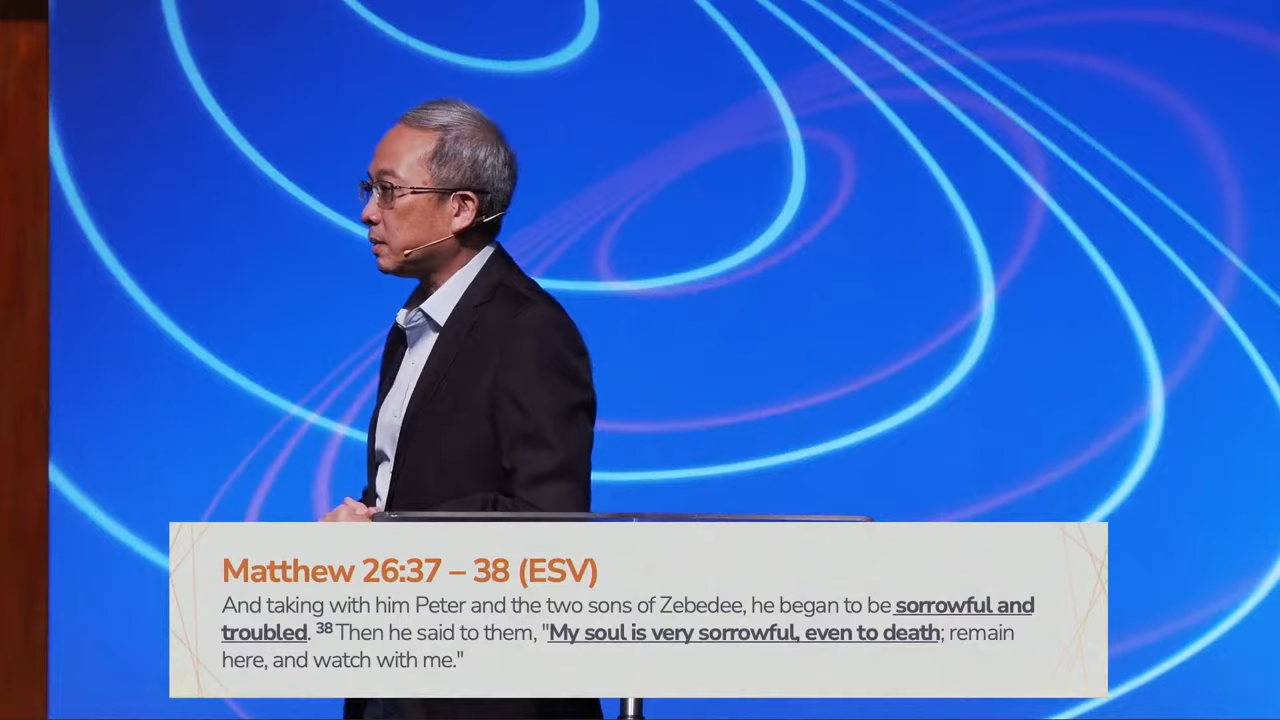 Matthew 26:37 – 38 (ESV)
And taking with him Peter and the two sons of Zebedee, he began to be sorrowful and
troubled. ³⁸ Then he said to them, "My soul is very sorrowful, even to death; remain
here, and watch with me."